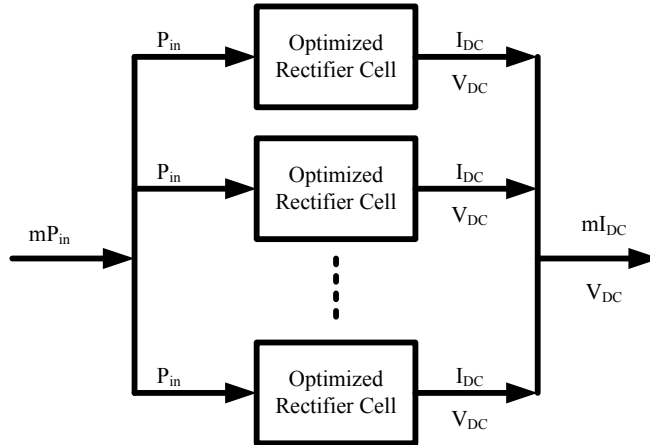 P_in
Optimized
Rectifier Cell
I_DC
V_DC
P_in
Optimized
Rectifier Cell
I_DC
V_DC
mP_in
mI_DC
V_DC
P_in
Optimized
Rectifier Cell
I_DC
V_DC